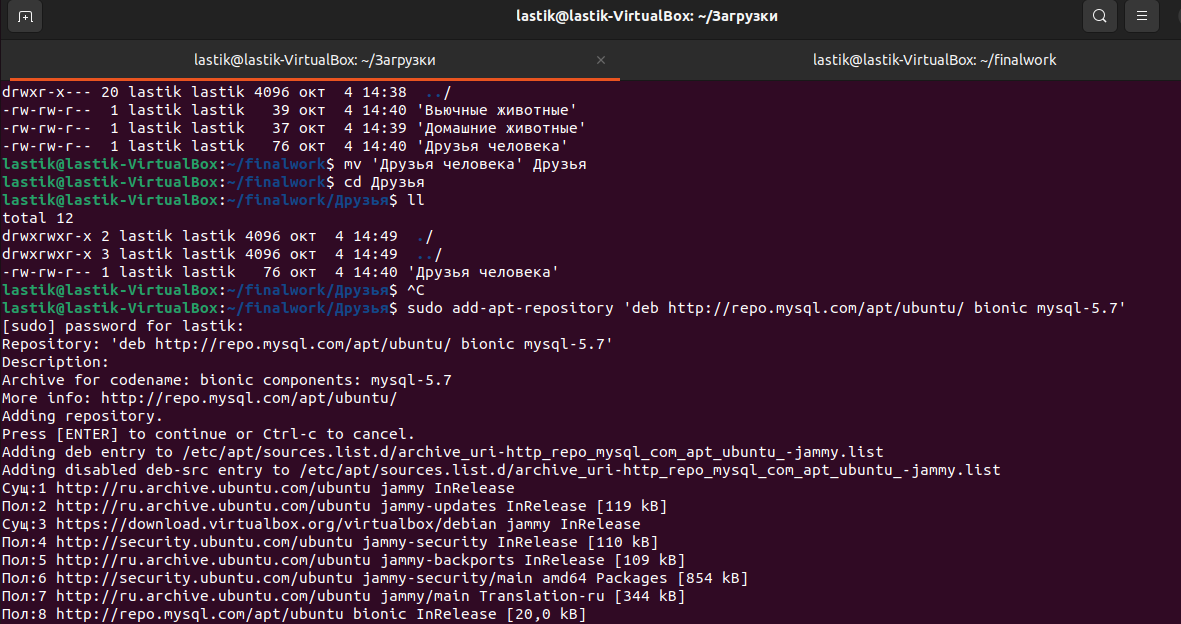 lastik@lastik-VirtualBox: ~/Загрузки
lastik@lastik-VirtualBox: ~/Загрузки
lastik@lastik-VirtualBox: ~/finalwork
drwxr-x--- 20 lastik lastik 4096 окт  4 14:38  ../
-rw-rw-r--  1 lastik lastik   39 окт  4 14:40 'Вьючные животные'
-rw-rw-r--  1 lastik lastik   37 окт  4 14:39 'Домашние животные'
-rw-rw-r--  1 lastik lastik   76 окт  4 14:40 'Друзья человека'
lastik@lastik-VirtualBox:~/finalwork$ mv 'Друзья человека' Друзья
lastik@lastik-VirtualBox:~/finalwork$ cd Друзья
lastik@lastik-VirtualBox:~/finalwork/Друзья$ ll
total 12
drwxrwxr-x 2 lastik lastik 4096 окт  4 14:49  ./
drwxrwxr-x 3 lastik lastik 4096 окт  4 14:49  ../
-rw-rw-r-- 1 lastik lastik   76 окт  4 14:40 'Друзья человека'
lastik@lastik-VirtualBox:~/finalwork/Друзья$ ^C
lastik@lastik-VirtualBox:~/finalwork/Друзья$ sudo add-apt-repository 'deb http://repo.mysql.com/apt/ubuntu/ bionic mysql-5.7'
[sudo] password for lastik:
Repository: 'deb http://repo.mysql.com/apt/ubuntu/ bionic mysql-5.7'
Description:
Archive for codename: bionic components: mysql-5.7
More info: http://repo.mysql.com/apt/ubuntu/
Adding repository.
Press [ENTER] to continue or Ctrl-c to cancel.
Adding deb entry to /etc/apt/sources.list.d/archive_uri-http_repo_mysql_com_apt_ubuntu_-jammy.list
Adding disabled deb-src entry to /etc/apt/sources.list.d/archive_uri-http_repo_mysql_com_apt_ubuntu_-jammy.list
Сущ:1 http://ru.archive.ubuntu.com/ubuntu jammy InRelease
Пол:2 http://ru.archive.ubuntu.com/ubuntu jammy-updates InRelease [119 kB]
Сущ:3 https://download.virtualbox.org/virtualbox/debian jammy InRelease
Пол:4 http://security.ubuntu.com/ubuntu jammy-security InRelease [110 kB]
Пол:5 http://ru.archive.ubuntu.com/ubuntu jammy-backports InRelease [109 kB]
Пол:6 http://security.ubuntu.com/ubuntu jammy-security/main amd64 Packages [854 kB]
Пол:7 http://ru.archive.ubuntu.com/ubuntu jammy/main Translation-ru [344 kB]
Пол:8 http://repo.mysql.com/apt/ubuntu bionic InRelease [20,0 kB]